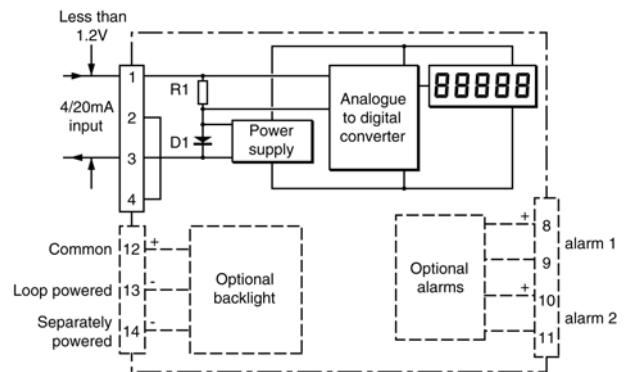 Less than
1.2V
1
R1
4/20mA
input
2
Analogue
to digital
converter
88888
D1
Power
supply
3
4
Common
12
+
Loop powered
13
-
Separately
powered
14
-
Optional
backlight
Optional
alarms
+
8
alarm 1
9
+
10
alarm 2
11